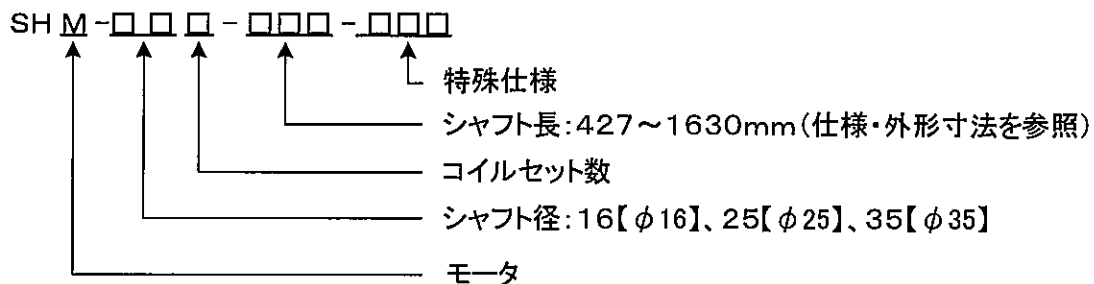 SHM-□□□-□□□-□□□
特殊仕様
シャフト長:427～1630mm(仕様・外形寸法を参照)
コイルセット数
シャフト径:16【φ16】、25【φ25】、35【φ35】
モータ